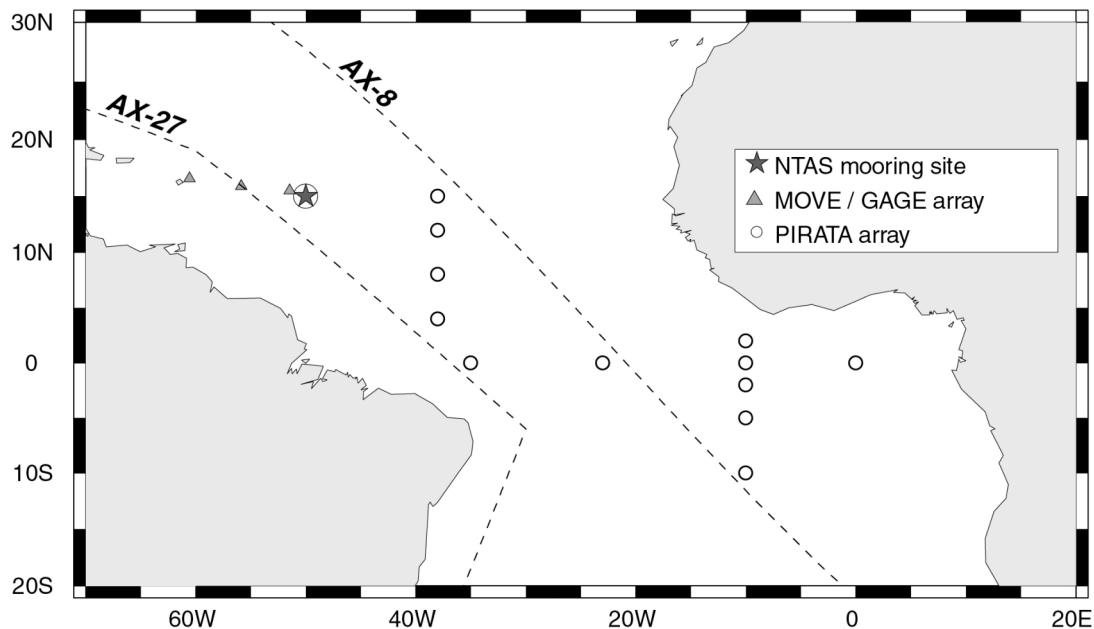 30N
20N
10N
0
10S
20S
AX-8
AX-27
NTAS mooring site
MOVE / GAGE array
PIRATA array
60W
40W
20W
0
20E